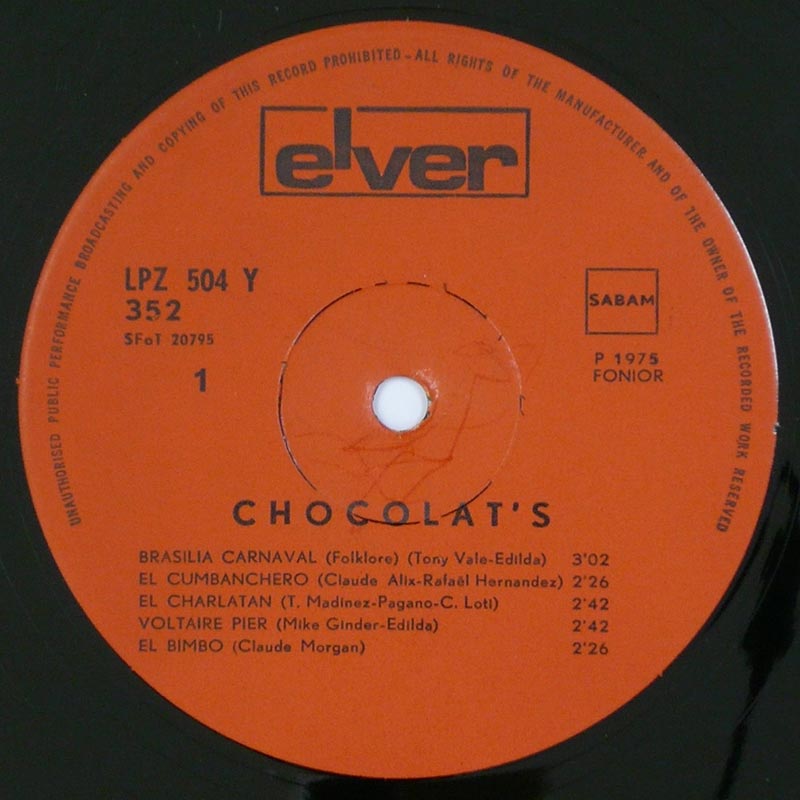 UNAUTHORISED PUBLIC PERFORMANCE BROADCASTING AND COPYING OF THIS RECORD PROHIBITED - ALL RIGHTS OF THE MANUFACTURER AND OF THE OWNER OF THE RECORDED WORK RESERVED
elver
LPZ 504 Y
352
SFoT 20795
1
SABAM
P 1975
FONIOR
CHOCOLAT'S
BRASILIA CARNAVAL (Folklore) (Tony Vale-Edilda) 3'02
EL CUMBANCHERO (Claude Alix-Rafaël Hernandez) 2'26
EL CHARLATAN (T. Madinez-Pagano-C. Loti) 2'42
VOLTAIRE PIER (Mike Ginder-Edilda) 2'42
EL BIMBO (Claude Morgan) 2'26